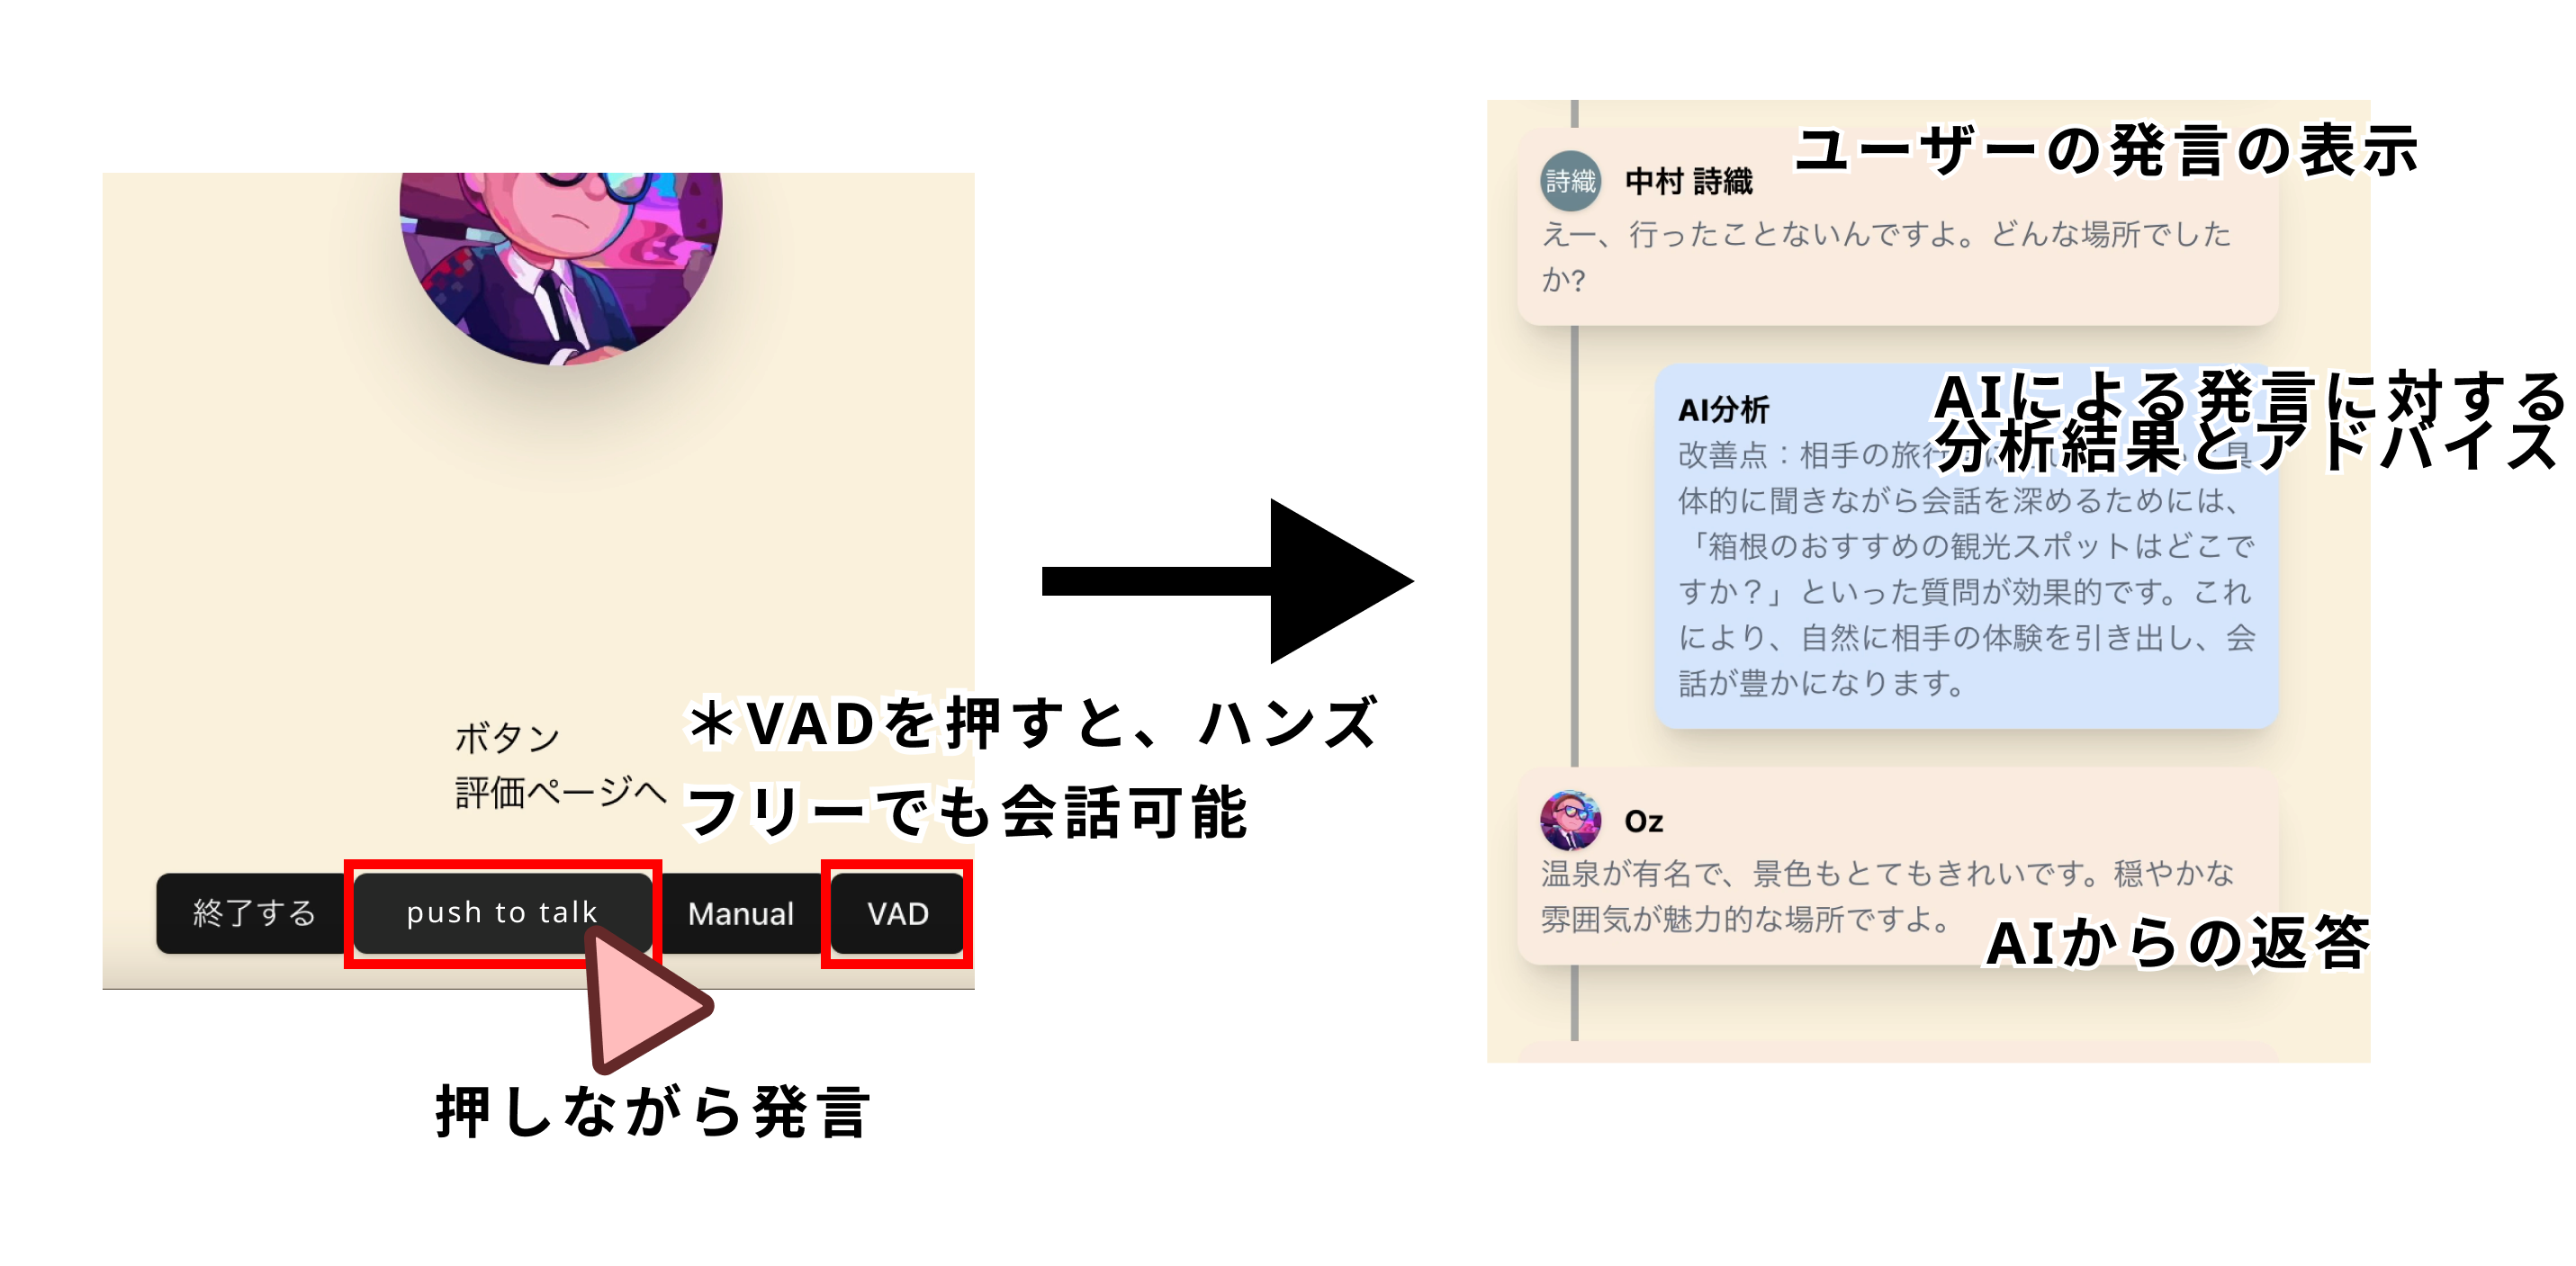 ボタン
評価ページへ
＊VADを押すと、ハンズ
フリーでも会話可能
終了する
push to talk
Manual
VAD
押しながら発言
ユーザーの発言の表示
詩織
中村 詩織
えー、行ったことないんですよ。どんな場所でした
か?
AIによる発言に対する
分析結果とアドバイス
AI分析
改善点：相手の旅行
体的に聞きながら会話を深めるためには、
「箱根のおすすめの観光スポットはどこで
すか？」といった質問が効果的です。これ
により、自然に相手の体験を引き出し、会
話が豊かになります。
Oz
温泉が有名で、景色もとてもきれいです。穏やかな
雰囲気が魅力的な場所ですよ。
AIからの返答